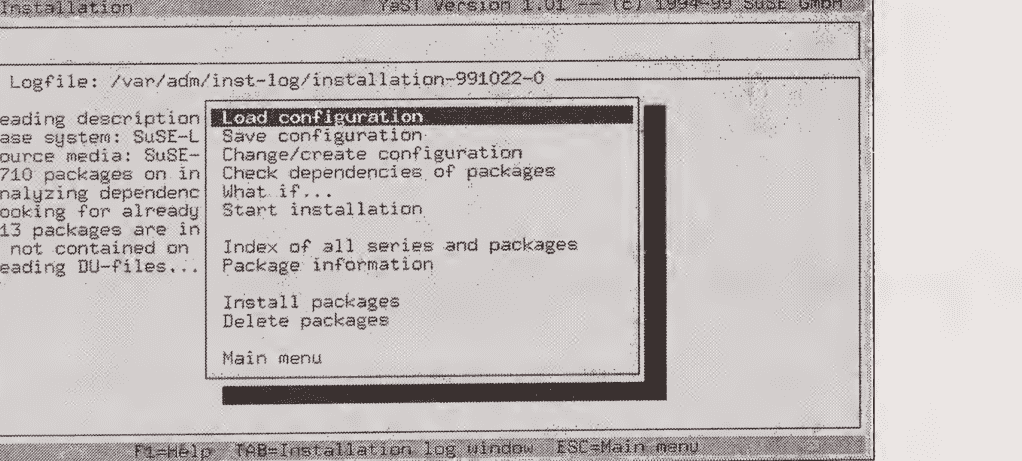 Installation YaST Version 1.01 -- (c) 1994-99 SuSE GmbH
Logfile: /var/adm/inst-log/installation-991022-0
eading description
ase system: SuSE-L
ource media: SuSE-
710 packages on in
nalyzing dependenc
ooking for already
13 packages are in
not contained on
eading DU-files...
Load configuration
Save configuration
Change/create configuration
Check dependencies of packages
What if...
Start installation
Index of all series and packages
Package information
Install packages
Delete packages
Main menu
F1=Help TAB=Installation log window ESC=Main menu